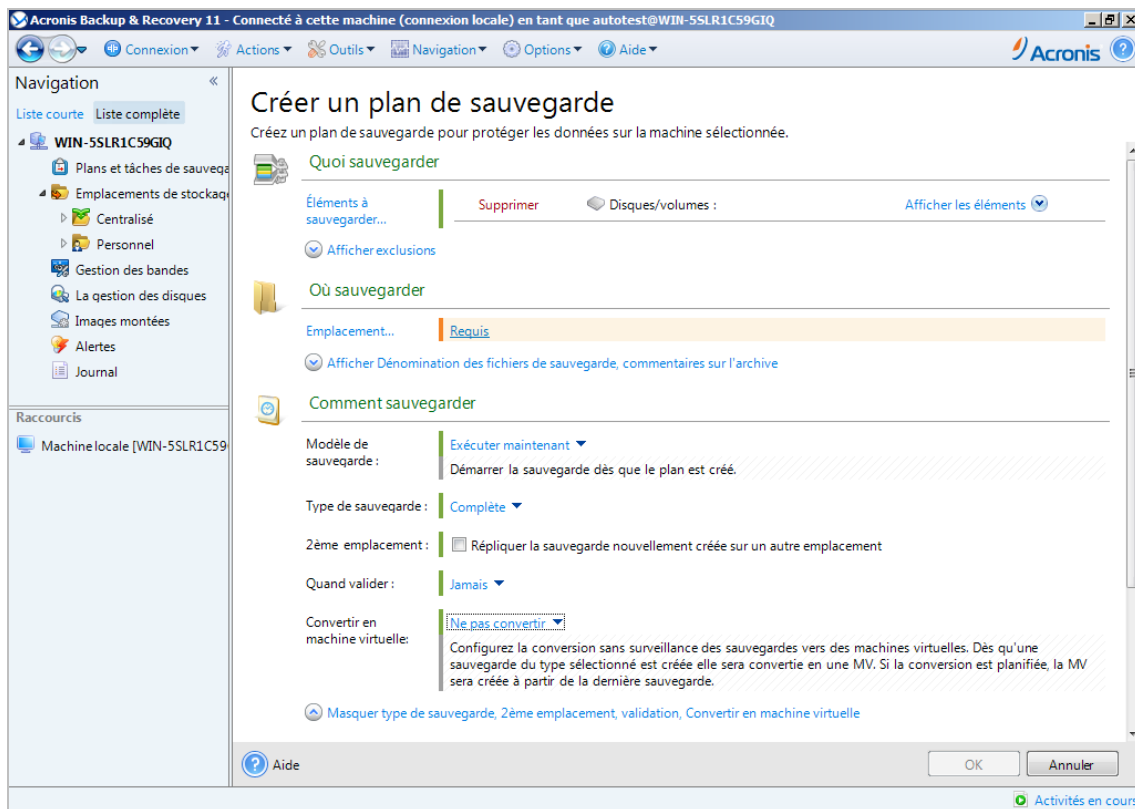 Acronis Backup & Recovery 11 - Connecté à cette machine (connexion locale) en tant que autotest@WIN-5SLR1C59GIQ
Connexion Actions Outils Navigation Options Aide Acronis
Navigation
Liste courte Liste complète
WIN-5SLR1C59GIQ
Plans et tâches de sauvega
Emplacements de stockage
Centralisé
Personnel
Gestion des bandes
La gestion des disques
Images montées
Alertes
Journal
Raccourcis
Machine locale [WIN-5SLR1C59
Créer un plan de sauvegarde
Créez un plan de sauvegarde pour protéger les données sur la machine sélectionnée.
Quoi sauvegarder
Éléments à
sauvegarder...
Supprimer Disques/volumes : Afficher les éléments
Afficher exclusions
Où sauvegarder
Emplacement... Requis
Afficher Dénomination des fichiers de sauvegarde, commentaires sur l'archive
Comment sauvegarder
Modèle de
sauvegarde :
Exécuter maintenant
Démarrer la sauvegarde dès que le plan est créé.
Type de sauvegarde : Complète
2ème emplacement : Répliquer la sauvegarde nouvellement créée sur un autre emplacement
Quand valider : Jamais
Convertir en
machine virtuelle:
Ne pas convertir
Configurez la conversion sans surveillance des sauvegardes vers des machines virtuelles. Dès qu'une
sauvegarde du type sélectionné est créée elle sera convertie en une MV. Si la conversion est planifiée, la MV
sera créée à partir de la dernière sauvegarde.
Masquer type de sauvegarde, 2ème emplacement, validation, Convertir en machine virtuelle
Aide OK Annuler
Activités en cours